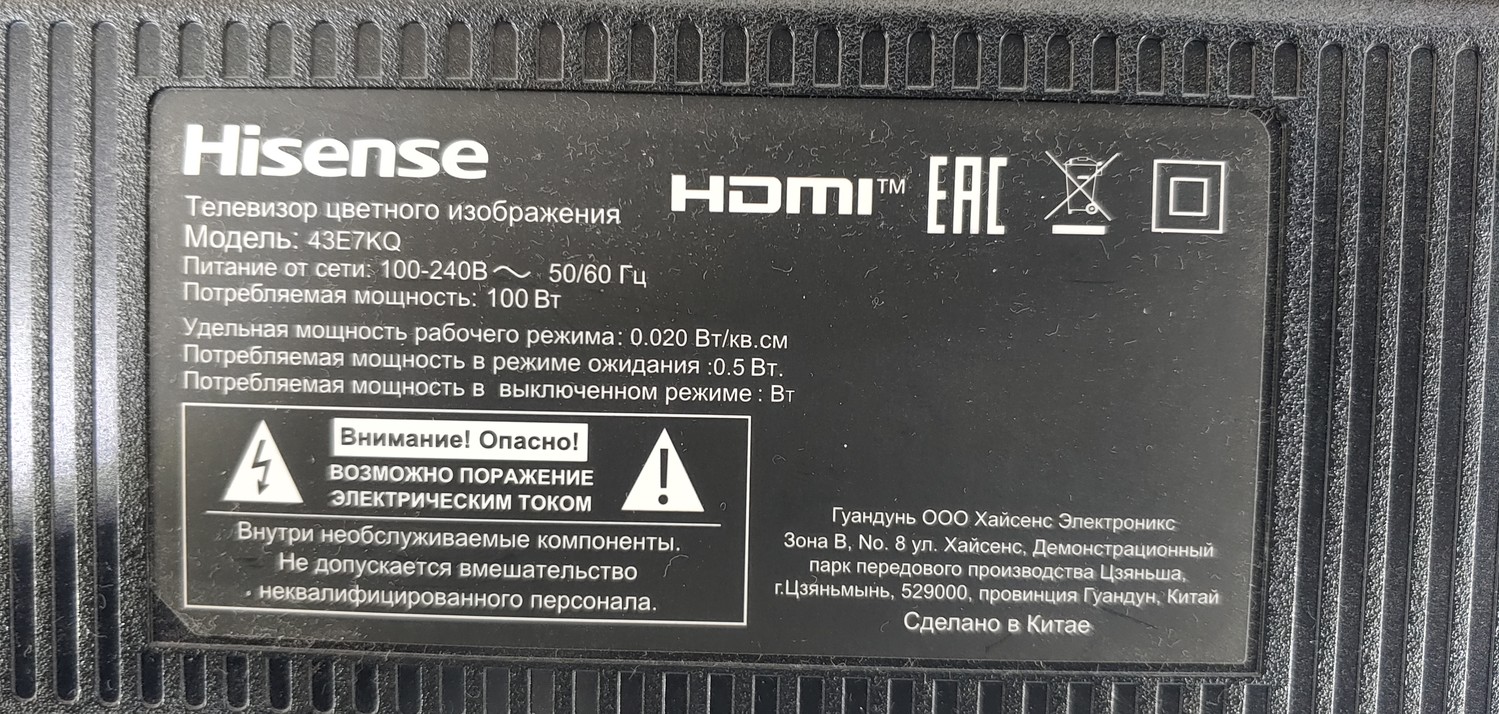 Hisense
HDMI™ EAC
Телевизор цветного изображения
Модель: 43E7KQ
Питание от сети: 100-240В～ 50/60 Гц
Потребляемая мощность: 100 Вт
Удельная мощность рабочего режима: 0.020 Вт/кв.см
Потребляемая мощность в режиме ожидания :0.5 Вт.
Потребляемая мощность в выключенном режиме : Вт
Внимание! Опасно!
ВОЗМОЖНО ПОРАЖЕНИЕ
ЭЛЕКТРИЧЕСКИМ ТОКОМ
Внутри необслуживаемые компоненты.
Не допускается вмешательство
неквалифицированного персонала.
Гуандунь ООО Хайсенс Электроникс
Зона B, No. 8 ул. Хайсенс, Демонстрационный
парк передового производства Цзяньша,
г.Цзяньмынь, 529000, провинция Гуандун, Китай
Сделано в Китае